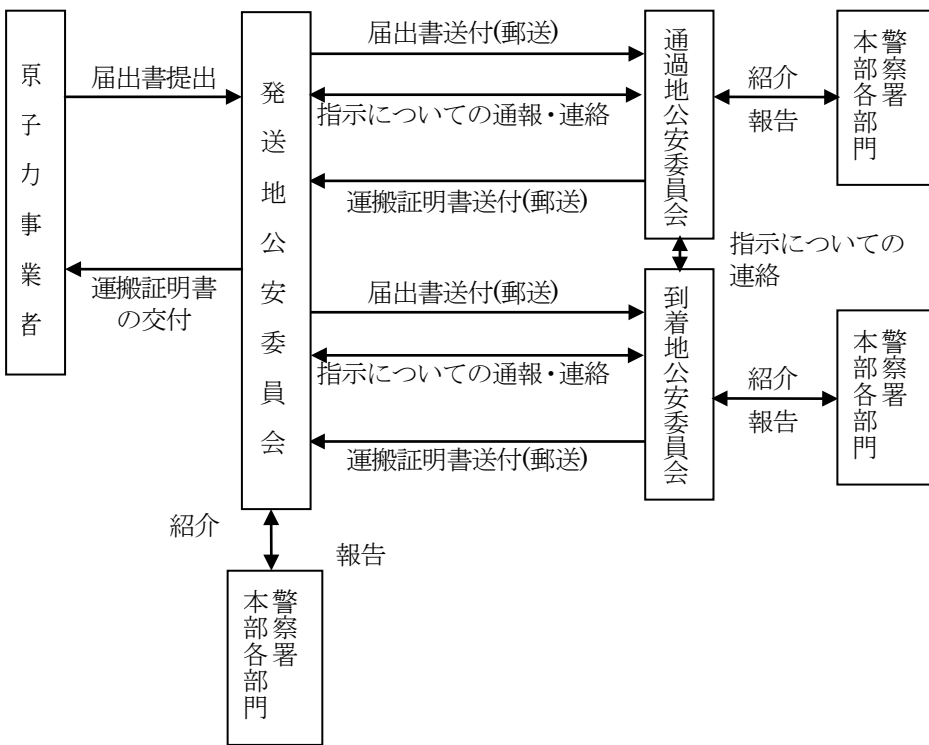 原子力事業者
届出書提出
運搬証明書
の交付
発送地公安委員会
届出書送付(郵送)
指示についての通報・連絡
運搬証明書送付(郵送)
通過地公安委員会
紹介
報告
警察署
本部各部門
指示についての
連絡
届出書送付(郵送)
指示についての通報・連絡
運搬証明書送付(郵送)
到着地公安委員会
紹介
報告
警察署
本部各部門
紹介
報告
警察署
本部各部門